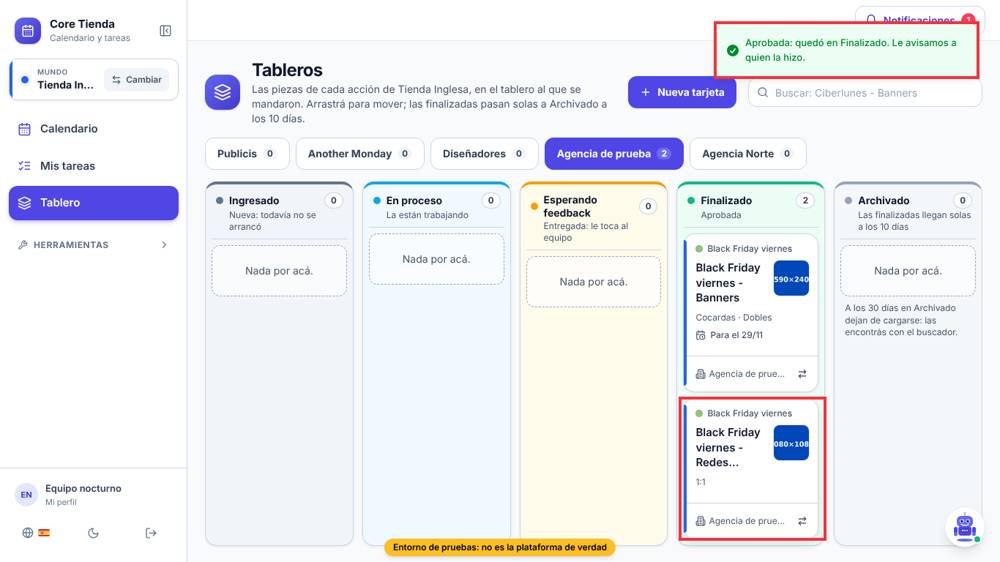 Core Tienda
Calendario y tareas
MUNDO
Tienda In...
Cambiar
Calendario
Mis tareas
Tablero
HERRAMIENTAS
EN
Equipo nocturno
Mi perfil
Notificaciones
1
Aprobada: quedó en Finalizado. Le avisamos a
quien la hizo.
Tableros
Las piezas de cada acción de Tienda Inglesa, en el tablero al que se
mandaron. Arrastrá para mover; las finalizadas pasan solas a Archivado a
los 10 días.
Nueva tarjeta
Buscar: Ciberlunes - Banners
Publicis 0
Another Monday 0
Diseñadores 0
Agencia de prueba 2
Agencia Norte 0
Ingresado 0
Nueva: todavía no se
arrancó
Nada por acá.
En proceso 0
La están trabajando
Nada por acá.
Esperando
feedback
0
Entregada: le toca al
equipo
Nada por acá.
Finalizado 2
Aprobada
Black Friday viernes
Black Friday
viernes -
Banners
590×240
Cocardas · Dobles
Para el 29/11
Agencia de prue...
Black Friday viernes
Black Friday
viernes -
Redes...
080×108
1:1
Agencia de prue...
Archivado 0
Las finalizadas llegan solas
a los 10 días
Nada por acá.
A los 30 días en Archivado
dejan de cargarse: las
encontrás con el buscador.
Entorno de pruebas: no es la plataforma de verdad